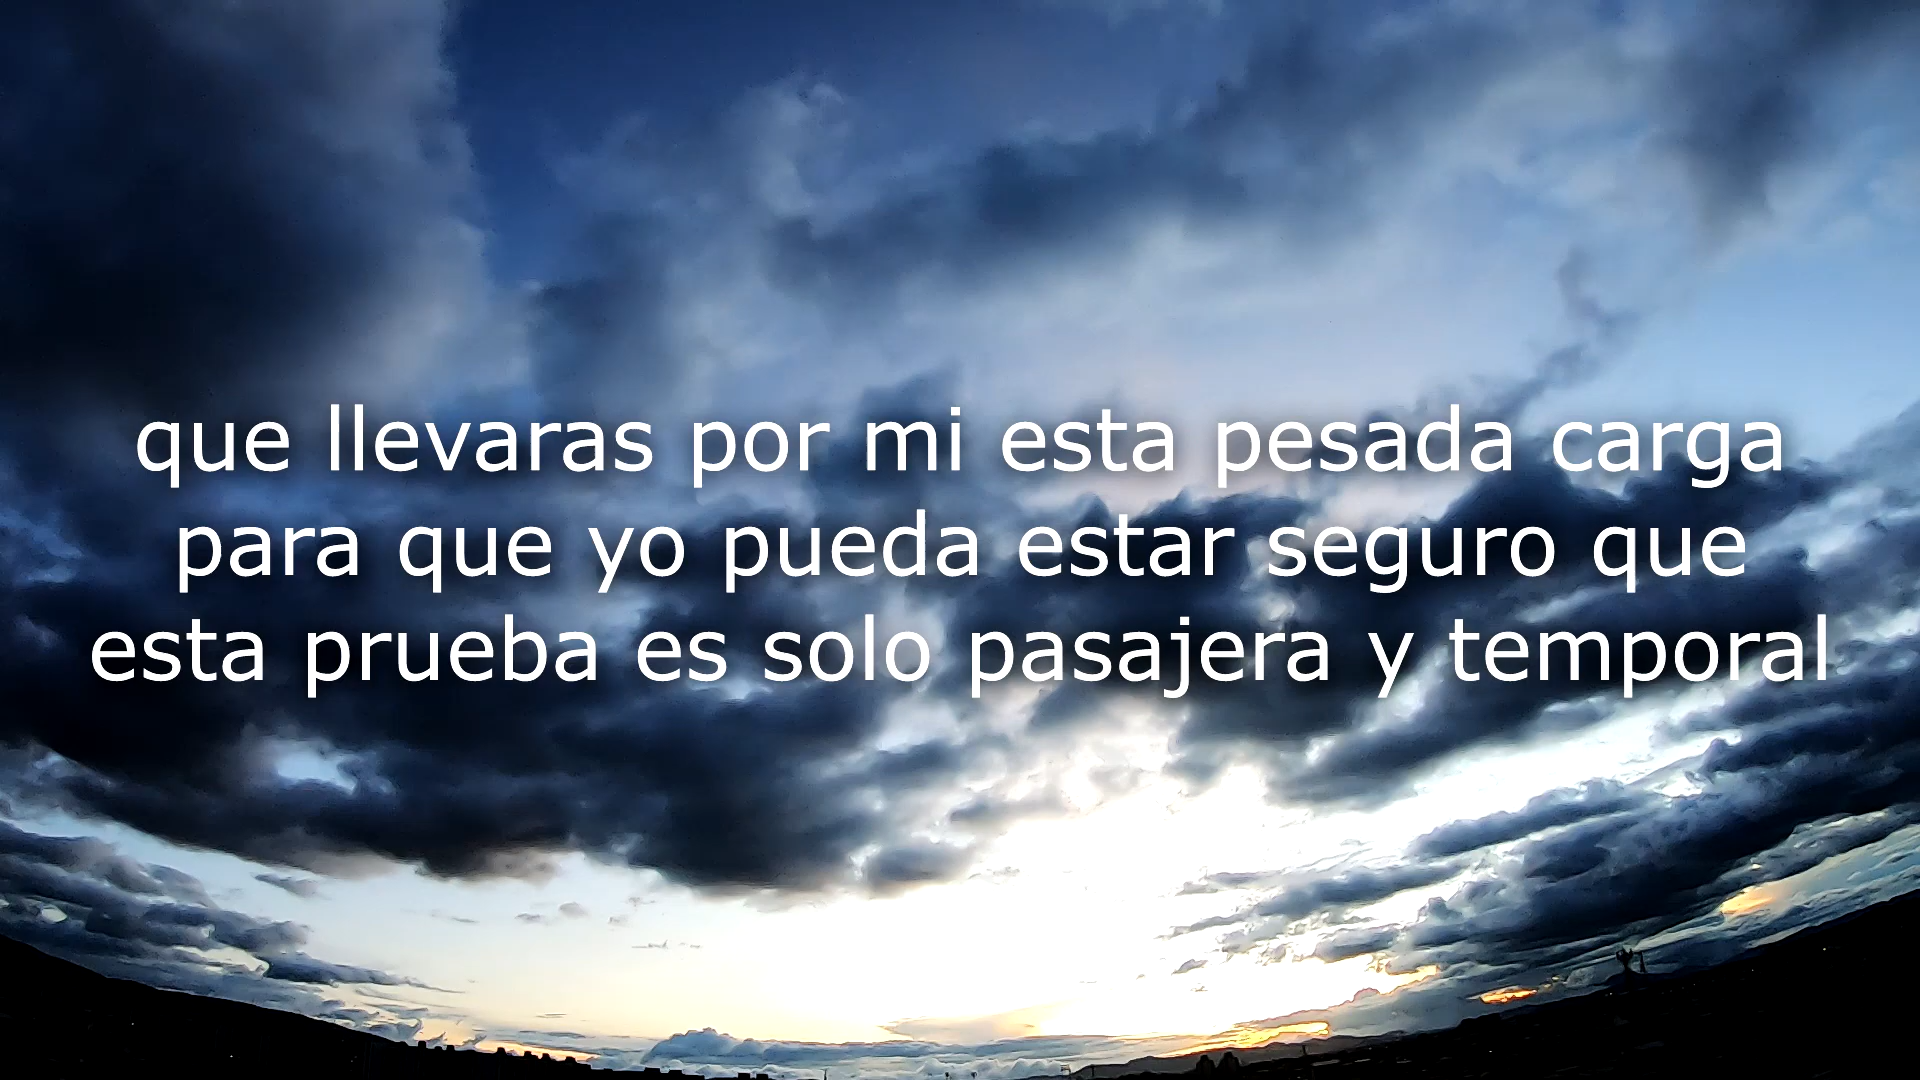 que llevaras por mi esta pesada carga
para que yo pueda estar seguro que
esta prueba es solo pasajera y temporal